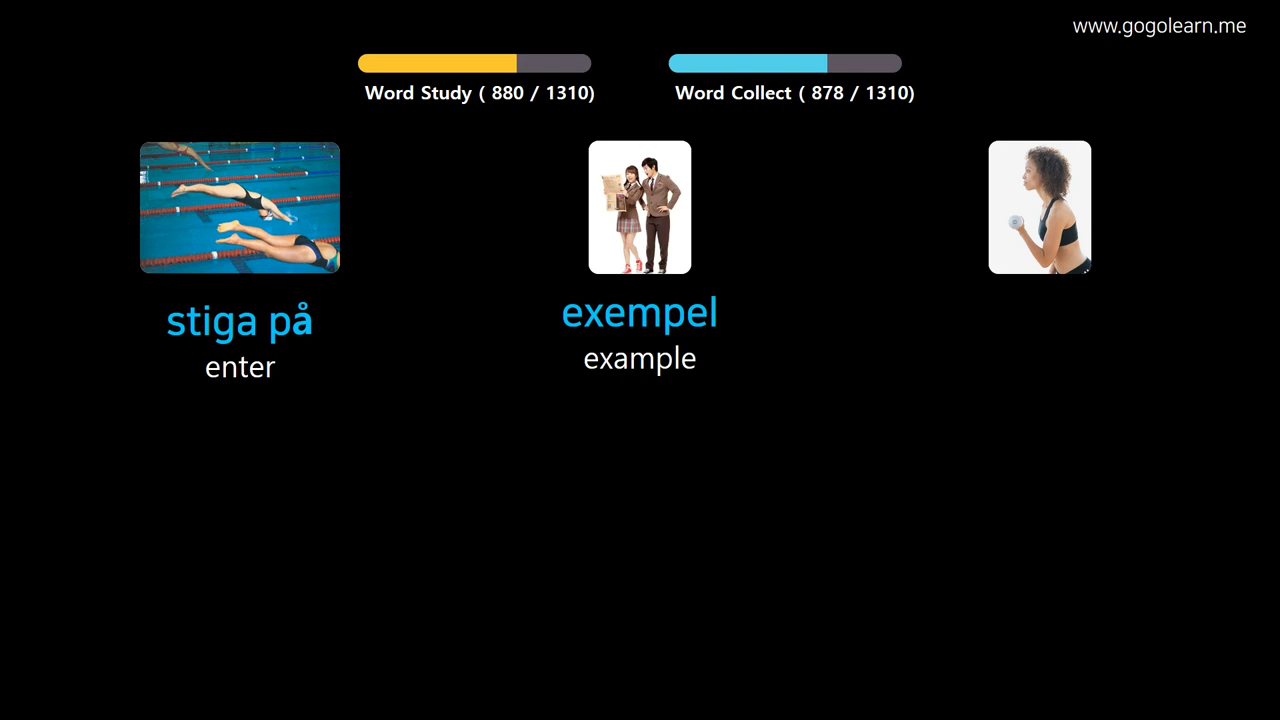 www.gogolearn.me
Word Study ( 880 / 1310)
Word Collect ( 878 / 1310)
stiga på
enter
exempel
example